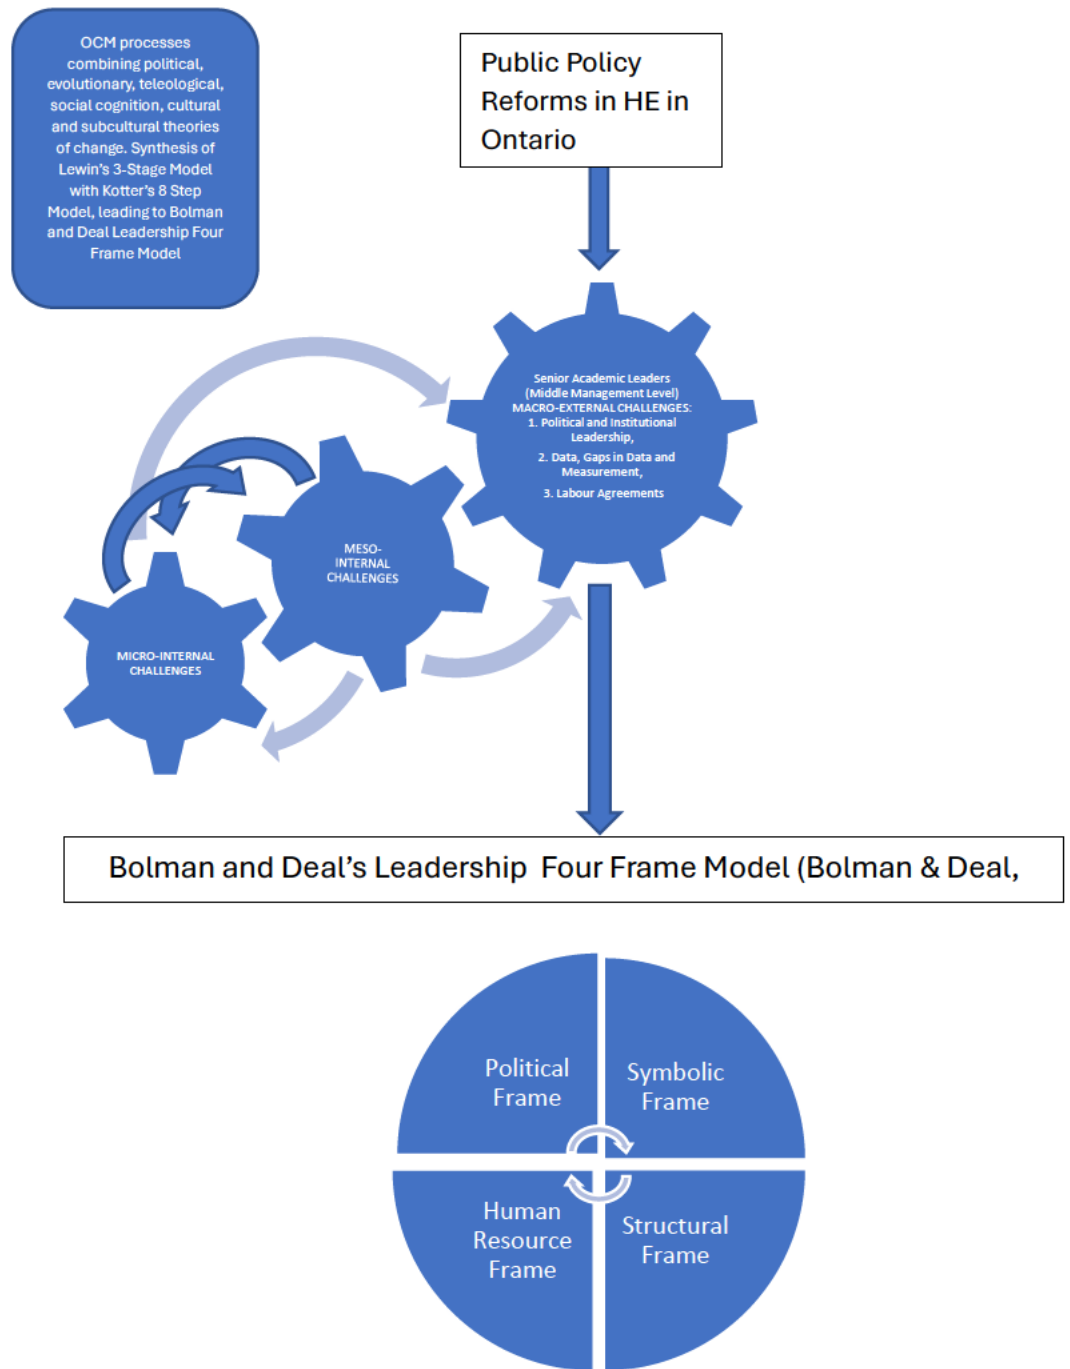 OCM processes
combining political,
evolutionary, teleological,
social cognition, cultural
and subcultural theories
of change. Synthesis of
Lewin's 3-Stage Model
with Kotter's 8 Step
Model, leading to Bolman
and Deal Leadership Four
Frame Model
Public Policy
Reforms in HE in
Ontario
Senior Academic Leaders
(Middle Management Level)
MACRO-EXTERNAL CHALLENGES:
1. Political and Institutional
Leadership,
2. Data, Gaps in Data and
Measurement,
3. Labour Agreements
MESO-
INTERNAL
CHALLENGES
MICRO-INTERNAL
CHALLENGES
Bolman and Deal's Leadership Four Frame Model (Bolman & Deal,
Political
Frame
Symbolic
Frame
Human
Resource
Frame
Structural
Frame